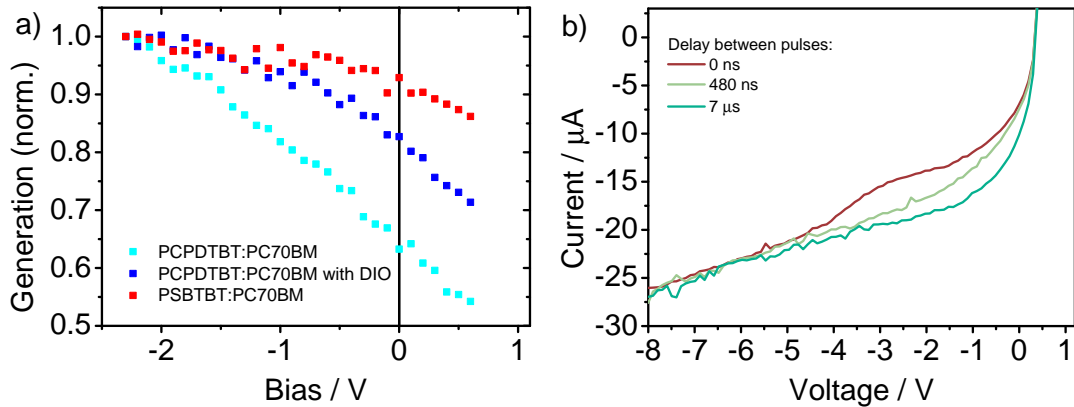 a)
Generation (norm.)
1.0
0.9
0.8
0.7
0.6
0.5
PCPDTBT:PC70BM
PCPDTBT:PC70BM with DIO
PSBTBT:PC70BM
-2 -1 0 1
Bias / V
b)
Current / μA
0
-5
-10
-15
-20
-25
-30
Delay between pulses:
0 ns
480 ns
7 μs
-8 -7 -6 -5 -4 -3 -2 -1 0 1
Voltage / V